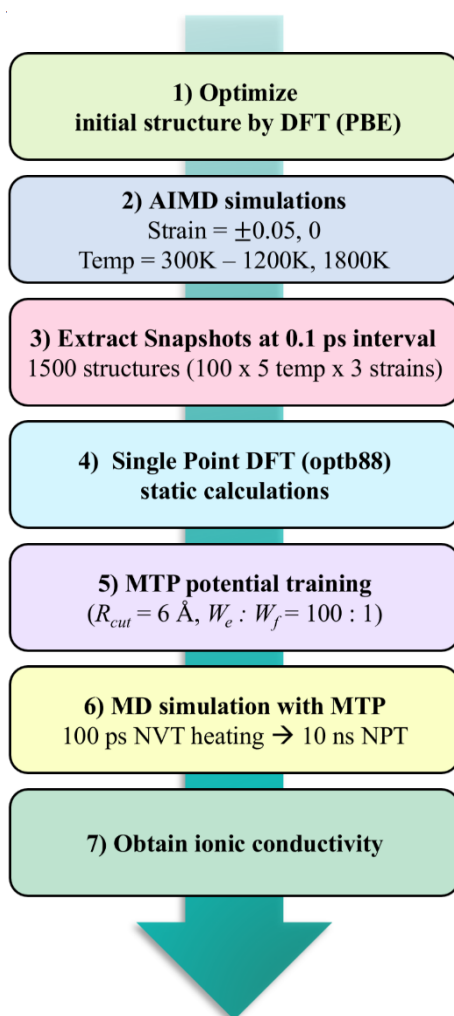 1) Optimize
initial structure by DFT (PBE)
2) AIMD simulations
Strain = ±0.05, 0
Temp = 300K – 1200K, 1800K
3) Extract Snapshots at 0.1 ps interval
1500 structures (100 x 5 temp x 3 strains)
4) Single Point DFT (optb88)
static calculations
5) MTP potential training
(R_cut = 6 Å, W_e : W_f = 100 : 1)
6) MD simulation with MTP
100 ps NVT heating → 10 ns NPT
7) Obtain ionic conductivity